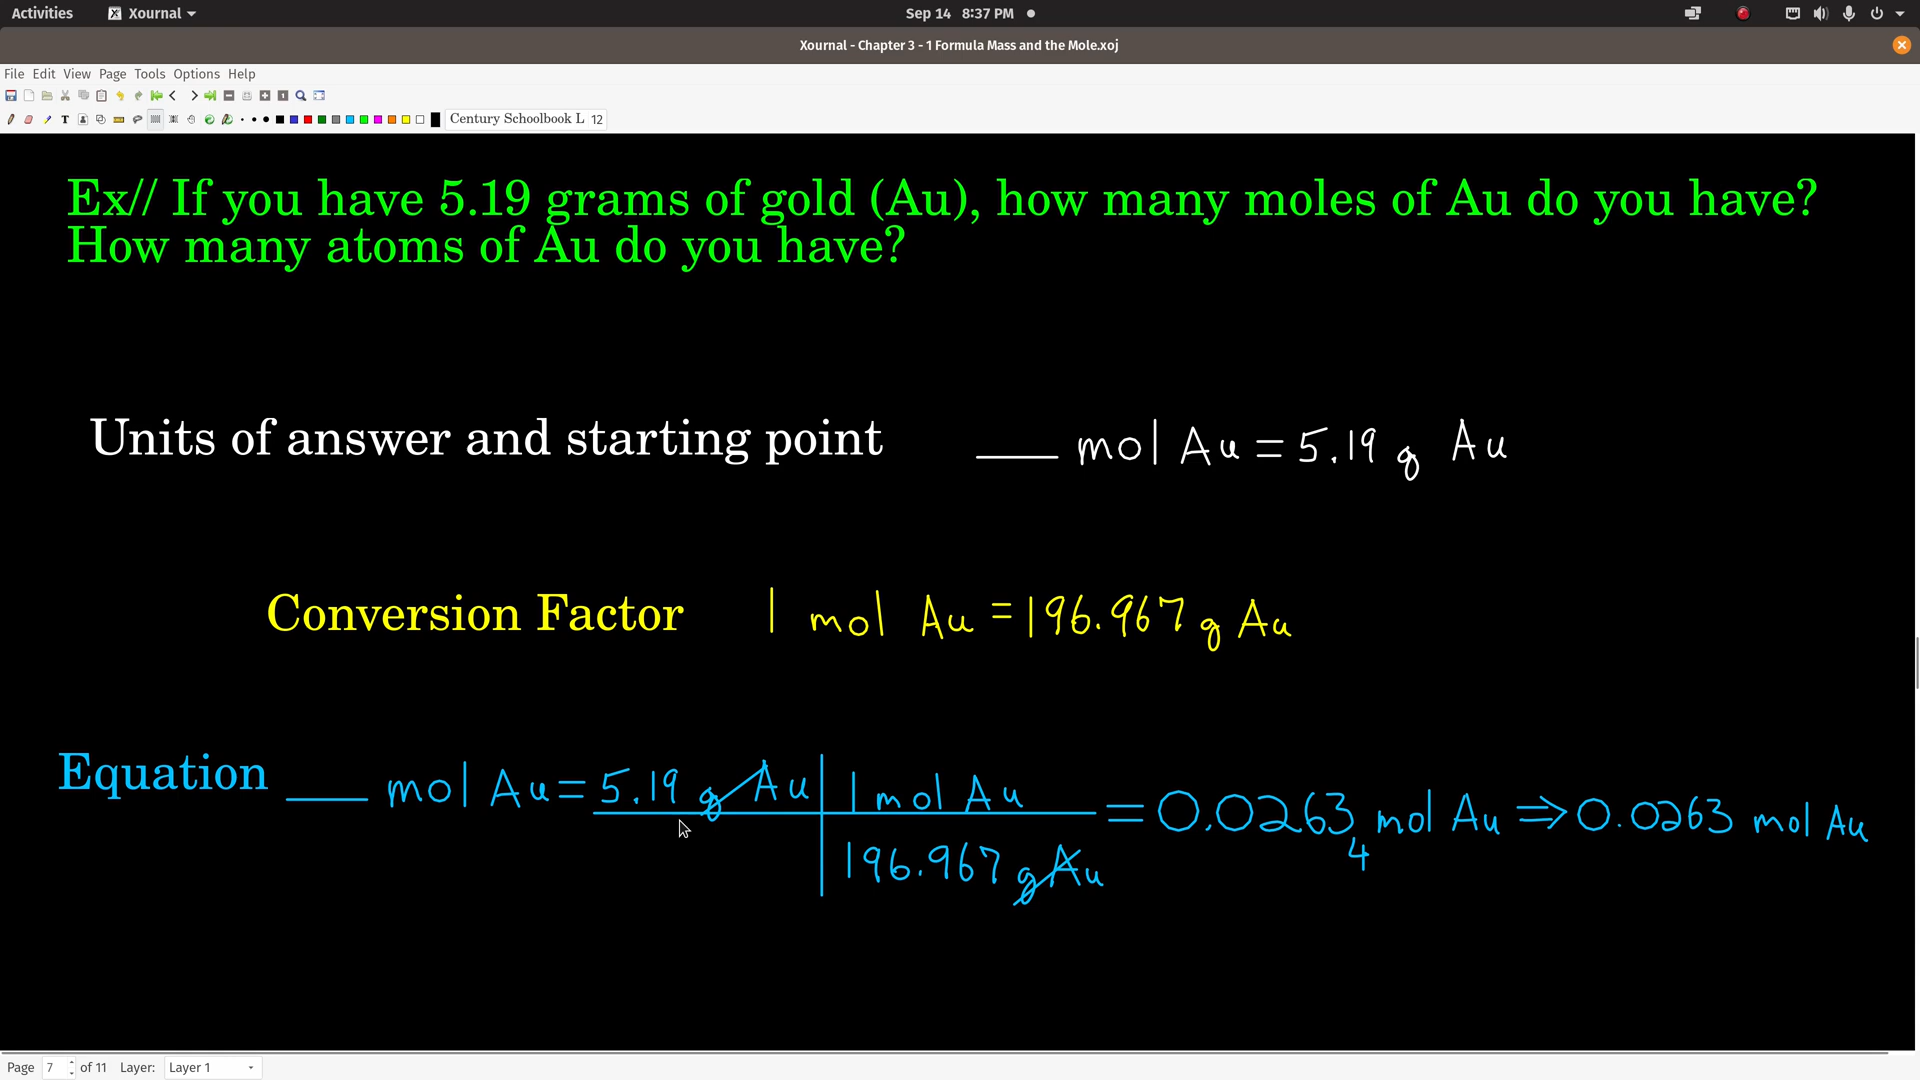 Activities Xournal Sep 14 8:37 PM
Xournal - Chapter 3 - 1 Formula Mass and the Mole.xoj
File Edit View Page Tools Options Help
Century Schoolbook L 12
Ex// If you have 5.19 grams of gold (Au), how many moles of Au do you have?
How many atoms of Au do you have?
Units of answer and starting point ___ mol Au = 5.19 g Au
Conversion Factor 1 mol Au = 196.967 g Au
Equation ___ mol Au = 5.19 g Au | 1 mol Au = 0.0263 mol Au ⇒ 0.0263 mol Au
196.967 g Au 4
Page 7 of 11 Layer: Layer 1